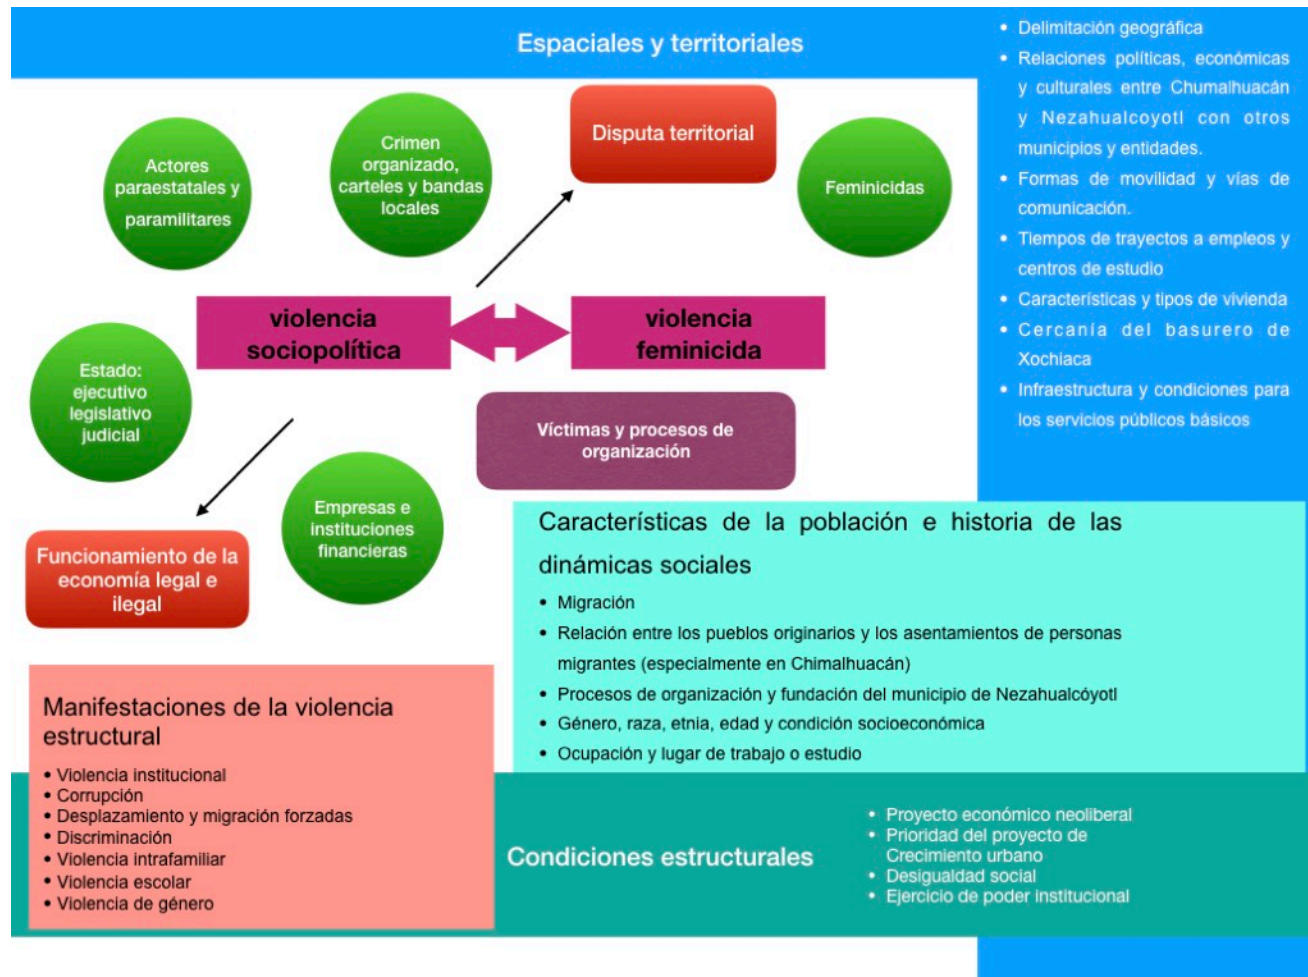 Espaciales y territoriales
• Delimitación geográfica
• Relaciones políticas, económicas
y culturales entre Chumalhuacán
y Nezahualcoyotl con otros
municipios y entidades.
• Formas de movilidad y vías de
comunicación.
• Tiempos de trayectos a empleos y
centros de estudio
• Características y tipos de vivienda
• Cercanía del basurero de
Xochiaca
• Infraestructura y condiciones para
los servicios públicos básicos
Actores
paraestatales y
paramilitares
Crimen
organizado,
carteles y bandas
locales
Disputa territorial
Feminicidas
violencia
sociopolítica
violencia
feminicida
Estado:
ejecutivo
legislativo
judicial
Víctimas y procesos de
organización
Empresas e
instituciones
financieras
Funcionamiento de la
economía legal e
ilegal
Características de la población e historia de las
dinámicas sociales
• Migración
• Relación entre los pueblos originarios y los asentamientos de personas
migrantes (especialmente en Chimalhuacán)
• Procesos de organización y fundación del municipio de Nezahualcóyotl
• Género, raza, etnia, edad y condición socioeconómica
• Ocupación y lugar de trabajo o estudio
Manifestaciones de la violencia
estructural
• Violencia institucional
• Corrupción
• Desplazamiento y migración forzadas
• Discriminación
• Violencia intrafamiliar
• Violencia escolar
• Violencia de género
Condiciones estructurales
• Proyecto económico neoliberal
• Prioridad del proyecto de
Crecimiento urbano
• Desigualdad social
• Ejercicio de poder institucional